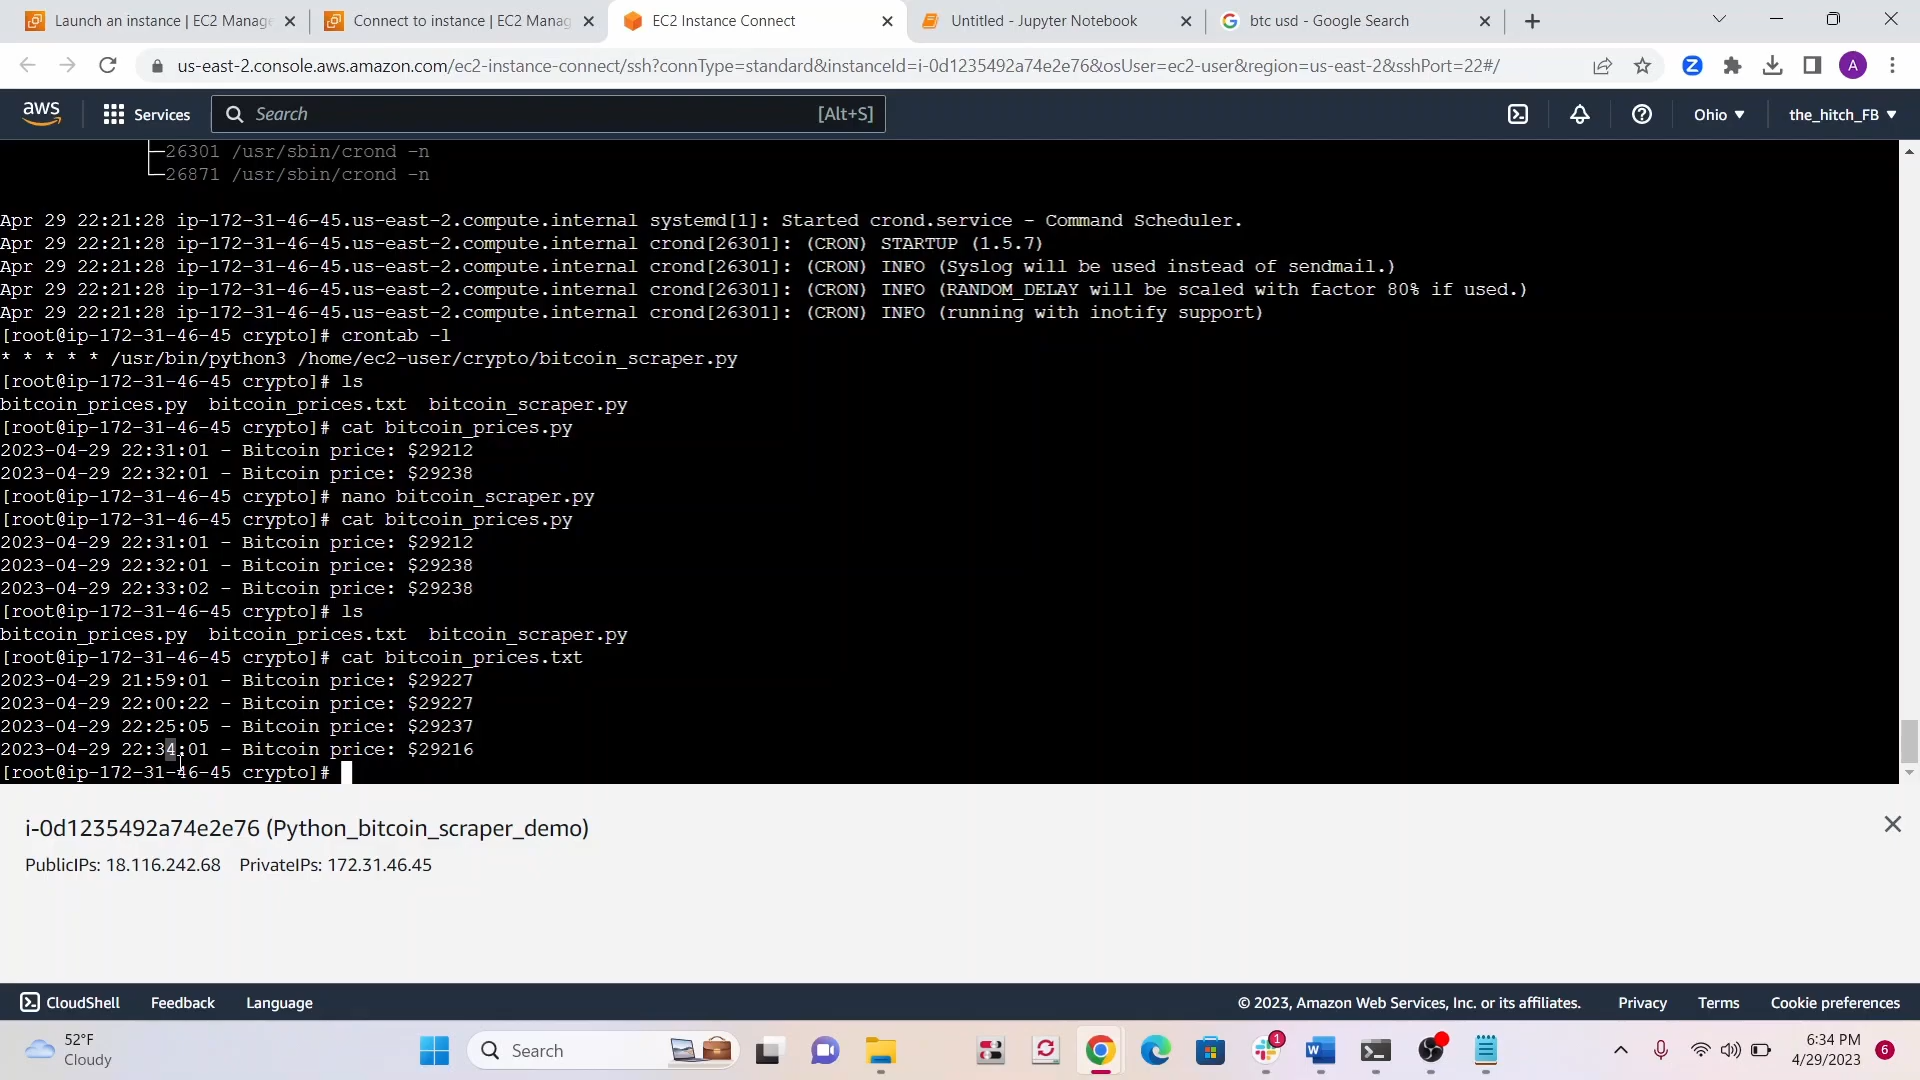 Launch an instance | EC2 Manage
Connect to instance | EC2 Manag
EC2 Instance Connect
Untitled - Jupyter Notebook
btc usd - Google Search
us-east-2.console.aws.amazon.com/ec2-instance-connect/ssh?connType=standard&instanceId=i-0d1235492a74e2e76&osUser=ec2-user&region=us-east-2&sshPort=22#/
Z
A
aws
Services
Search
[Alt+S]
Ohio
the_hitch_FB
├─26301 /usr/sbin/crond -n
└─26871 /usr/sbin/crond -n
Apr 29 22:21:28 ip-172-31-46-45.us-east-2.compute.internal systemd[1]: Started crond.service - Command Scheduler.
Apr 29 22:21:28 ip-172-31-46-45.us-east-2.compute.internal crond[26301]: (CRON) STARTUP (1.5.7)
Apr 29 22:21:28 ip-172-31-46-45.us-east-2.compute.internal crond[26301]: (CRON) INFO (Syslog will be used instead of sendmail.)
Apr 29 22:21:28 ip-172-31-46-45.us-east-2.compute.internal crond[26301]: (CRON) INFO (RANDOM_DELAY will be scaled with factor 80% if used.)
Apr 29 22:21:28 ip-172-31-46-45.us-east-2.compute.internal crond[26301]: (CRON) INFO (running with inotify support)
[root@ip-172-31-46-45 crypto]# crontab -l
* * * * * /usr/bin/python3 /home/ec2-user/crypto/bitcoin_scraper.py
[root@ip-172-31-46-45 crypto]# ls
bitcoin_prices.py  bitcoin_prices.txt  bitcoin_scraper.py
[root@ip-172-31-46-45 crypto]# cat bitcoin_prices.py
2023-04-29 22:31:01 - Bitcoin price: $29212
2023-04-29 22:32:01 - Bitcoin price: $29238
[root@ip-172-31-46-45 crypto]# nano bitcoin_scraper.py
[root@ip-172-31-46-45 crypto]# cat bitcoin_prices.py
2023-04-29 22:31:01 - Bitcoin price: $29212
2023-04-29 22:32:01 - Bitcoin price: $29238
2023-04-29 22:33:02 - Bitcoin price: $29238
[root@ip-172-31-46-45 crypto]# ls
bitcoin_prices.py  bitcoin_prices.txt  bitcoin_scraper.py
[root@ip-172-31-46-45 crypto]# cat bitcoin_prices.txt
2023-04-29 21:59:01 - Bitcoin price: $29227
2023-04-29 22:00:22 - Bitcoin price: $29227
2023-04-29 22:25:05 - Bitcoin price: $29237
2023-04-29 22:34:01 - Bitcoin price: $29216
[root@ip-172-31-46-45 crypto]#
i-0d1235492a74e2e76 (Python_bitcoin_scraper_demo)
PublicIPs: 18.116.242.68  PrivateIPs: 172.31.46.45
CloudShell
Feedback
Language
© 2023, Amazon Web Services, Inc. or its affiliates.
Privacy
Terms
Cookie preferences
52°F
Cloudy
Search
1
W
6:34 PM
4/29/2023
6